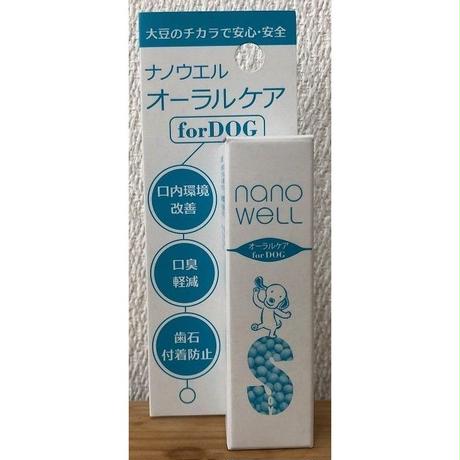 大豆のチカラで安心・安全
ナノウエル
オーラルケア
forDOG
口内環境
改善
口臭
軽減
歯石
付着防止
nano
WELL
オーラルケア
for DOG
S
SOY